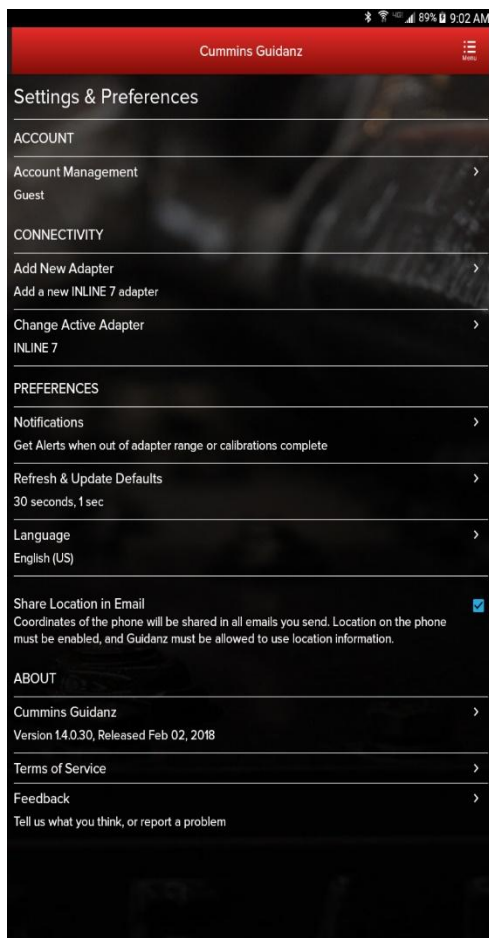 89% 9:02 AM
Cummins Guidanz
Menu
Settings & Preferences
ACCOUNT
Account Management
Guest
CONNECTIVITY
Add New Adapter
Add a new INLINE 7 adapter
Change Active Adapter
INLINE 7
PREFERENCES
Notifications
Get Alerts when out of adapter range or calibrations complete
Refresh & Update Defaults
30 seconds, 1 sec
Language
English (US)
Share Location in Email
Coordinates of the phone will be shared in all emails you send. Location on the phone
must be enabled, and Guidanz must be allowed to use location information.
ABOUT
Cummins Guidanz
Version 1.4.0.30, Released Feb 02, 2018
Terms of Service
Feedback
Tell us what you think, or report a problem